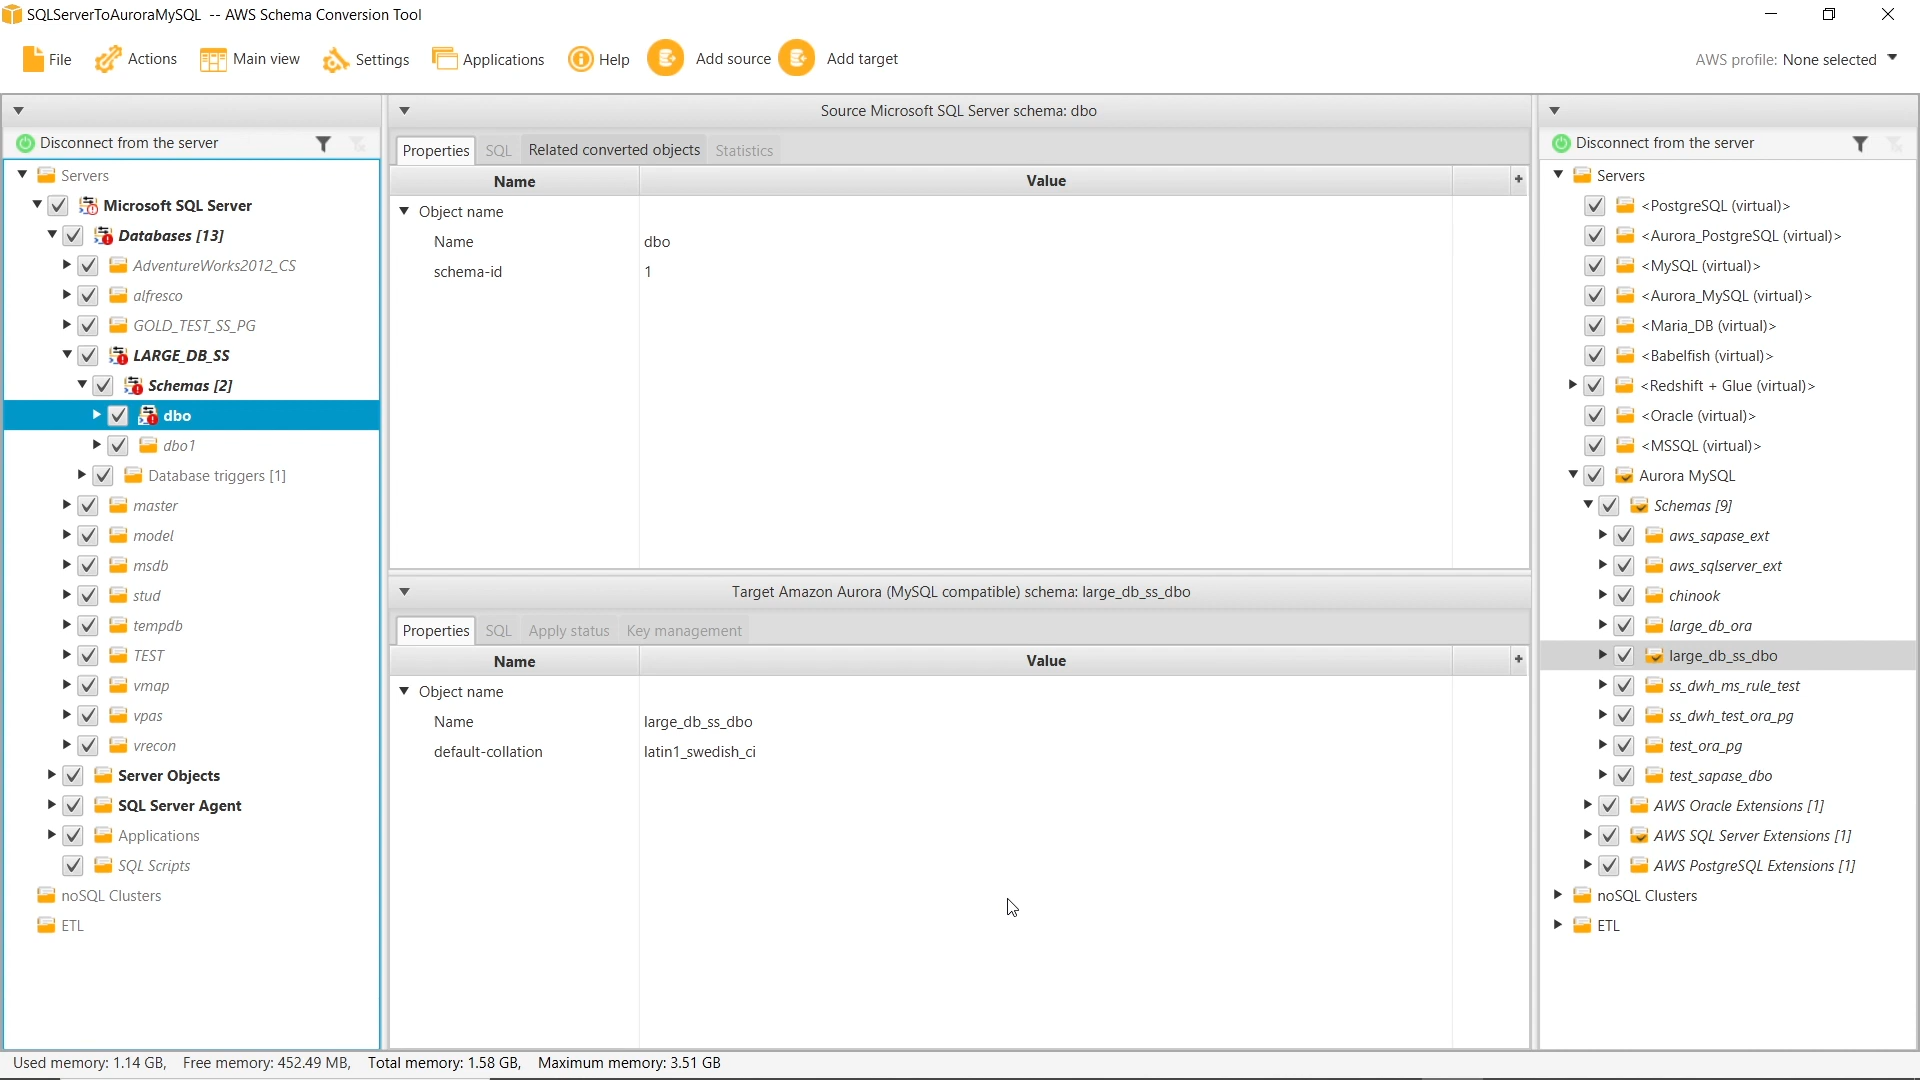 SQLServerToAuroraMySQL -- AWS Schema Conversion Tool
File Actions Main view Settings Applications Help Add source Add target AWS profile: None selected
Disconnect from the server
Servers
Microsoft SQL Server
Databases [13]
AdventureWorks2012_CS
alfresco
GOLD_TEST_SS_PG
LARGE_DB_SS
Schemas [2]
dbo
dbo1
Database triggers [1]
master
model
msdb
stud
tempdb
TEST
vmap
vpas
vrecon
Server Objects
SQL Server Agent
Applications
SQL Scripts
noSQL Clusters
ETL
Source Microsoft SQL Server schema: dbo
Properties SQL Related converted objects Statistics
Name Value +
Object name
Name dbo
schema-id 1
Target Amazon Aurora (MySQL compatible) schema: large_db_ss_dbo
Properties SQL Apply status Key management
Name Value +
Object name
Name large_db_ss_dbo
default-collation latin1_swedish_ci
Disconnect from the server
Servers
<PostgreSQL (virtual)>
<Aurora_PostgreSQL (virtual)>
<MySQL (virtual)>
<Aurora_MySQL (virtual)>
<Maria_DB (virtual)>
<Babelfish (virtual)>
<Redshift + Glue (virtual)>
<Oracle (virtual)>
<MSSQL (virtual)>
Aurora MySQL
Schemas [9]
aws_sapase_ext
aws_sqlserver_ext
chinook
large_db_ora
large_db_ss_dbo
ss_dwh_ms_rule_test
ss_dwh_test_ora_pg
test_ora_pg
test_sapase_dbo
AWS Oracle Extensions [1]
AWS SQL Server Extensions [1]
AWS PostgreSQL Extensions [1]
noSQL Clusters
ETL
Used memory: 1.14 GB, Free memory: 452.49 MB, Total memory: 1.58 GB, Maximum memory: 3.51 GB